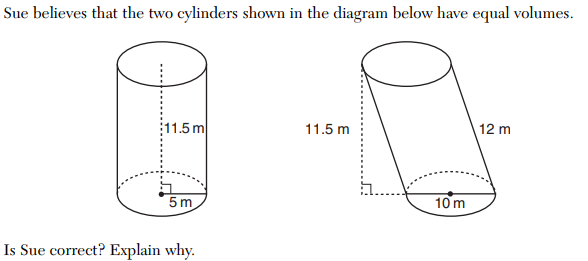 Sue believes that the two cylinders shown in the diagram below have equal volumes.
11.5 m
11.5 m
12 m
5 m
10 m
Is Sue correct? Explain why.